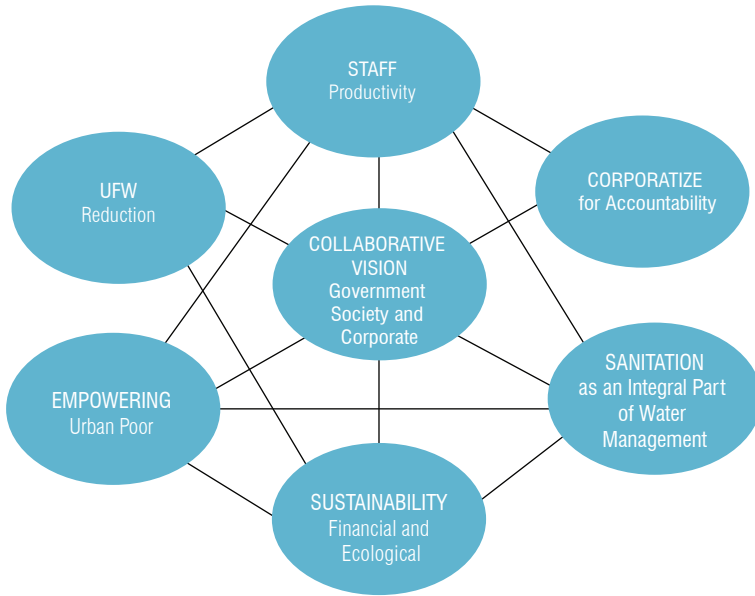 STAFF
Productivity
UFW
Reduction
CORPORATIZE
for Accountability
COLLABORATIVE
VISION
Government
Society and
Corporate
EMPOWERING
Urban Poor
SANITATION
as an Integral Part
of Water
Management
SUSTAINABILITY
Financial and
Ecological